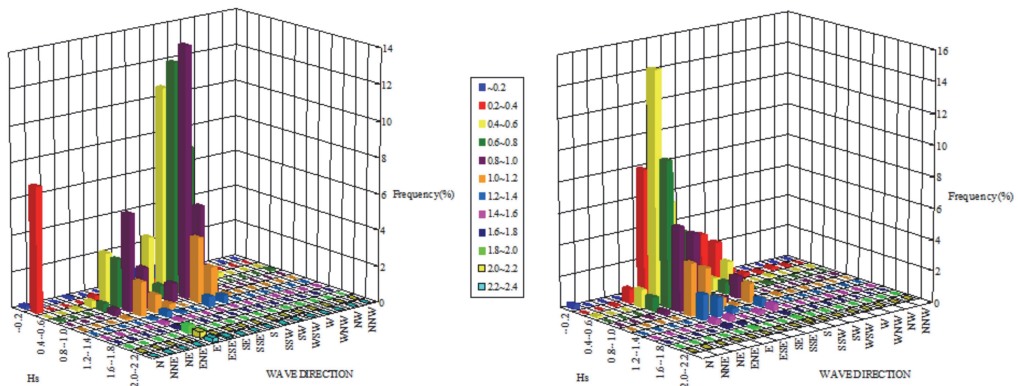 14
12
10
8
6
4
2
0
Frequency(%)
~0.2
0.4~0.6
0.8~1.0
1.2~1.4
1.6~1.8
2.0~2.2
Hs
N
NNE
NE
ENE
E
ESE
SE
SSE
S
SSW
SW
WSW
W
WNW
NW
NNW
WAVE DIRECTION
~0.2
0.2~0.4
0.4~0.6
0.6~0.8
0.8~1.0
1.0~1.2
1.2~1.4
1.4~1.6
1.6~1.8
1.8~2.0
2.0~2.2
2.2~2.4
16
14
12
10
8
6
4
2
0
Frequency(%)
~0.2
0.4~0.6
0.8~1.0
1.2~1.4
1.6~1.8
2.0~2.2
Hs
N
NNE
NE
ENE
E
ESE
SE
SSE
S
SSW
SW
WSW
W
WNW
NW
NNW
WAVE DIRECTION